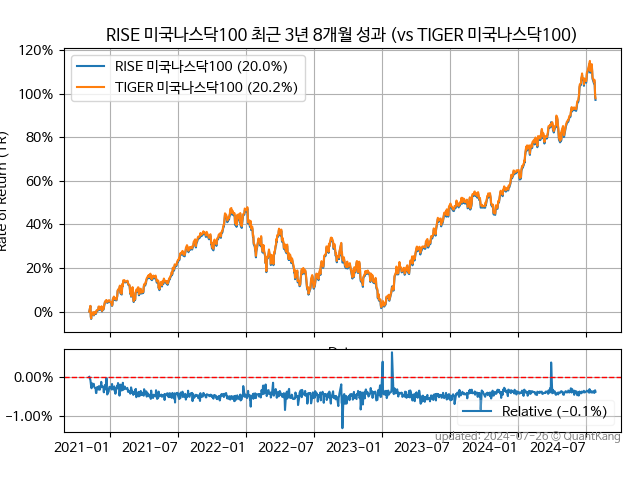 RISE 미국나스닥100 최근 3년 8개월 성과 (vs TIGER 미국나스닥100)
120%
RISE 미국나스닥100 (20.0%)
TIGER 미국나스닥100 (20.2%)
100%
80%
60%
40%
20%
0%
Rate of Return (TR)
0.00%
−1.00%
Relative (−0.1%)
updated: 2024-07-26 © QuantKang
2021−01 2021−07 2022−01 2022−07 2023−01 2023−07 2024−01 2024−07